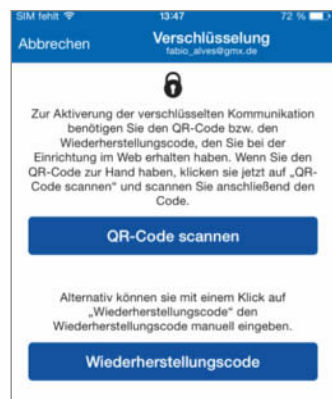 SIM fehlt 13:47 72 %
Abbrechen Verschlüsselung
fabio_alves@gmx.de
Zur Aktivierung der verschlüsselten Kommunikation
benötigen Sie den QR-Code bzw. den
Wiederherstellungscode, den Sie bei der
Einrichtung im Web erhalten haben. Wenn Sie den
QR-Code zur Hand haben, klicken sie jetzt auf „QR-
Code scannen“ und scannen Sie anschließend den
Code.
QR-Code scannen
Alternativ können sie mit einem Klick auf
„Wiederherstellungscode“ den
Wiederherstellungscode manuell eingeben.
Wiederherstellungscode